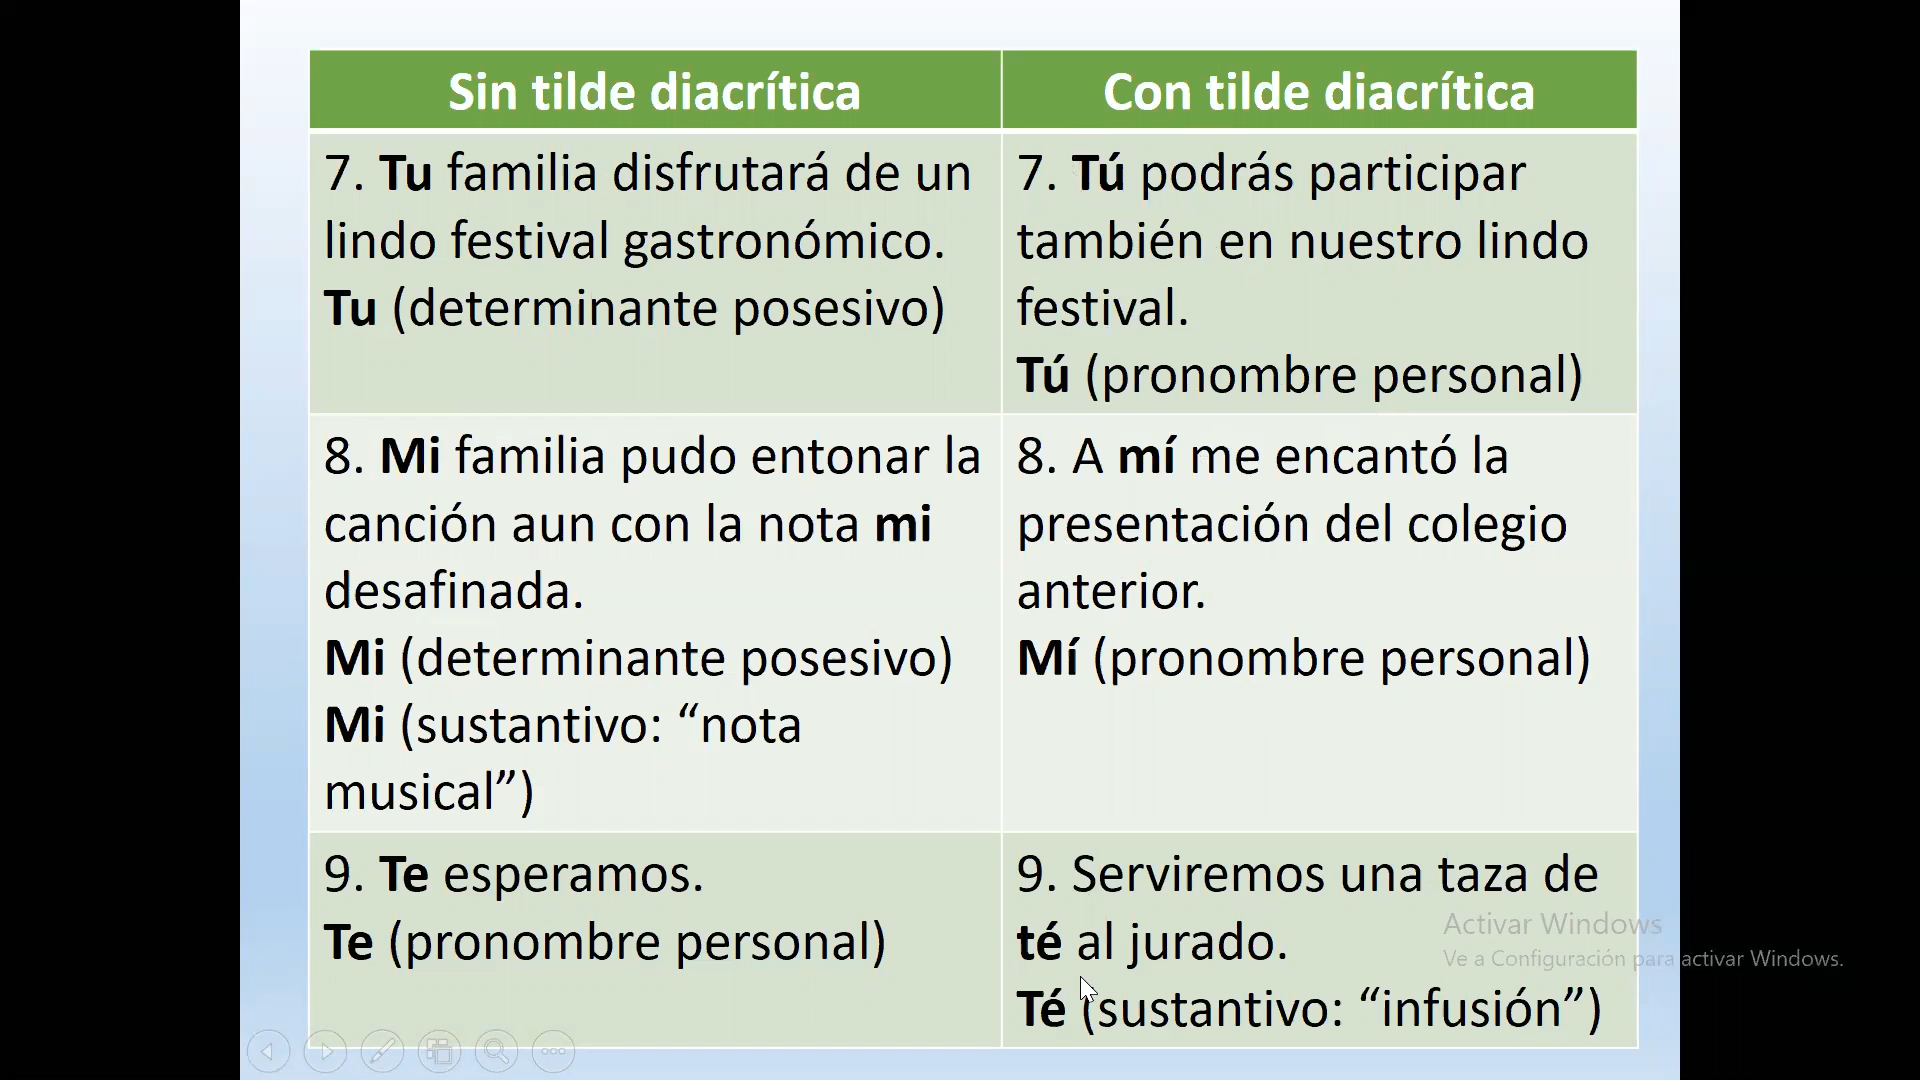 Sin tilde diacrítica
Con tilde diacrítica
7. Tu familia disfrutará de un
lindo festival gastronómico.
Tu (determinante posesivo)
7. Tú podrás participar
también en nuestro lindo
festival.
Tú (pronombre personal)
8. Mi familia pudo entonar la
canción aun con la nota mi
desafinada.
Mi (determinante posesivo)
Mi (sustantivo: “nota
musical”)
8. A mí me encantó la
presentación del colegio
anterior.
Mí (pronombre personal)
9. Te esperamos.
Te (pronombre personal)
9. Serviremos una taza de
té al jurado.
Té (sustantivo: “infusión”)
Activar Windows
Ve a Configuración para activar Windows.